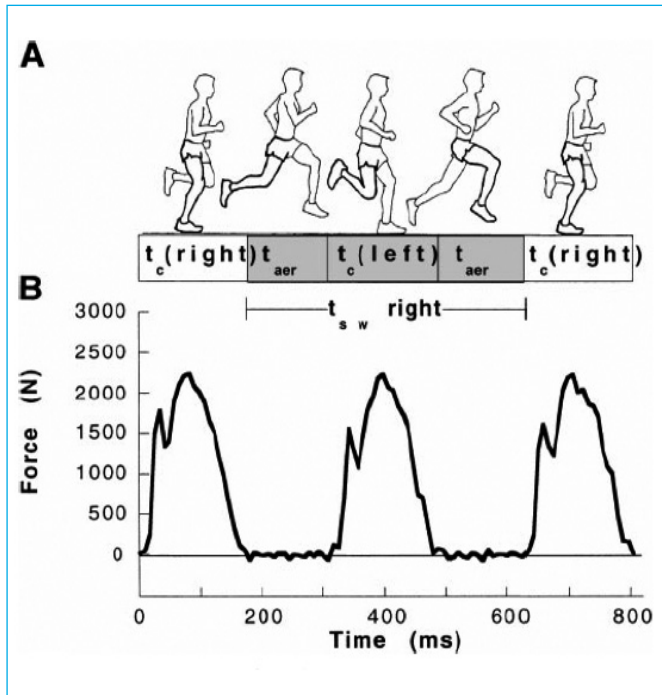 A
t c (right) t aer t c (left) t aer t c (right)
B
t s w right
3000
2500
2000
1500
1000
500
0
Force (N)
0 200 400 600 800
Time (ms)